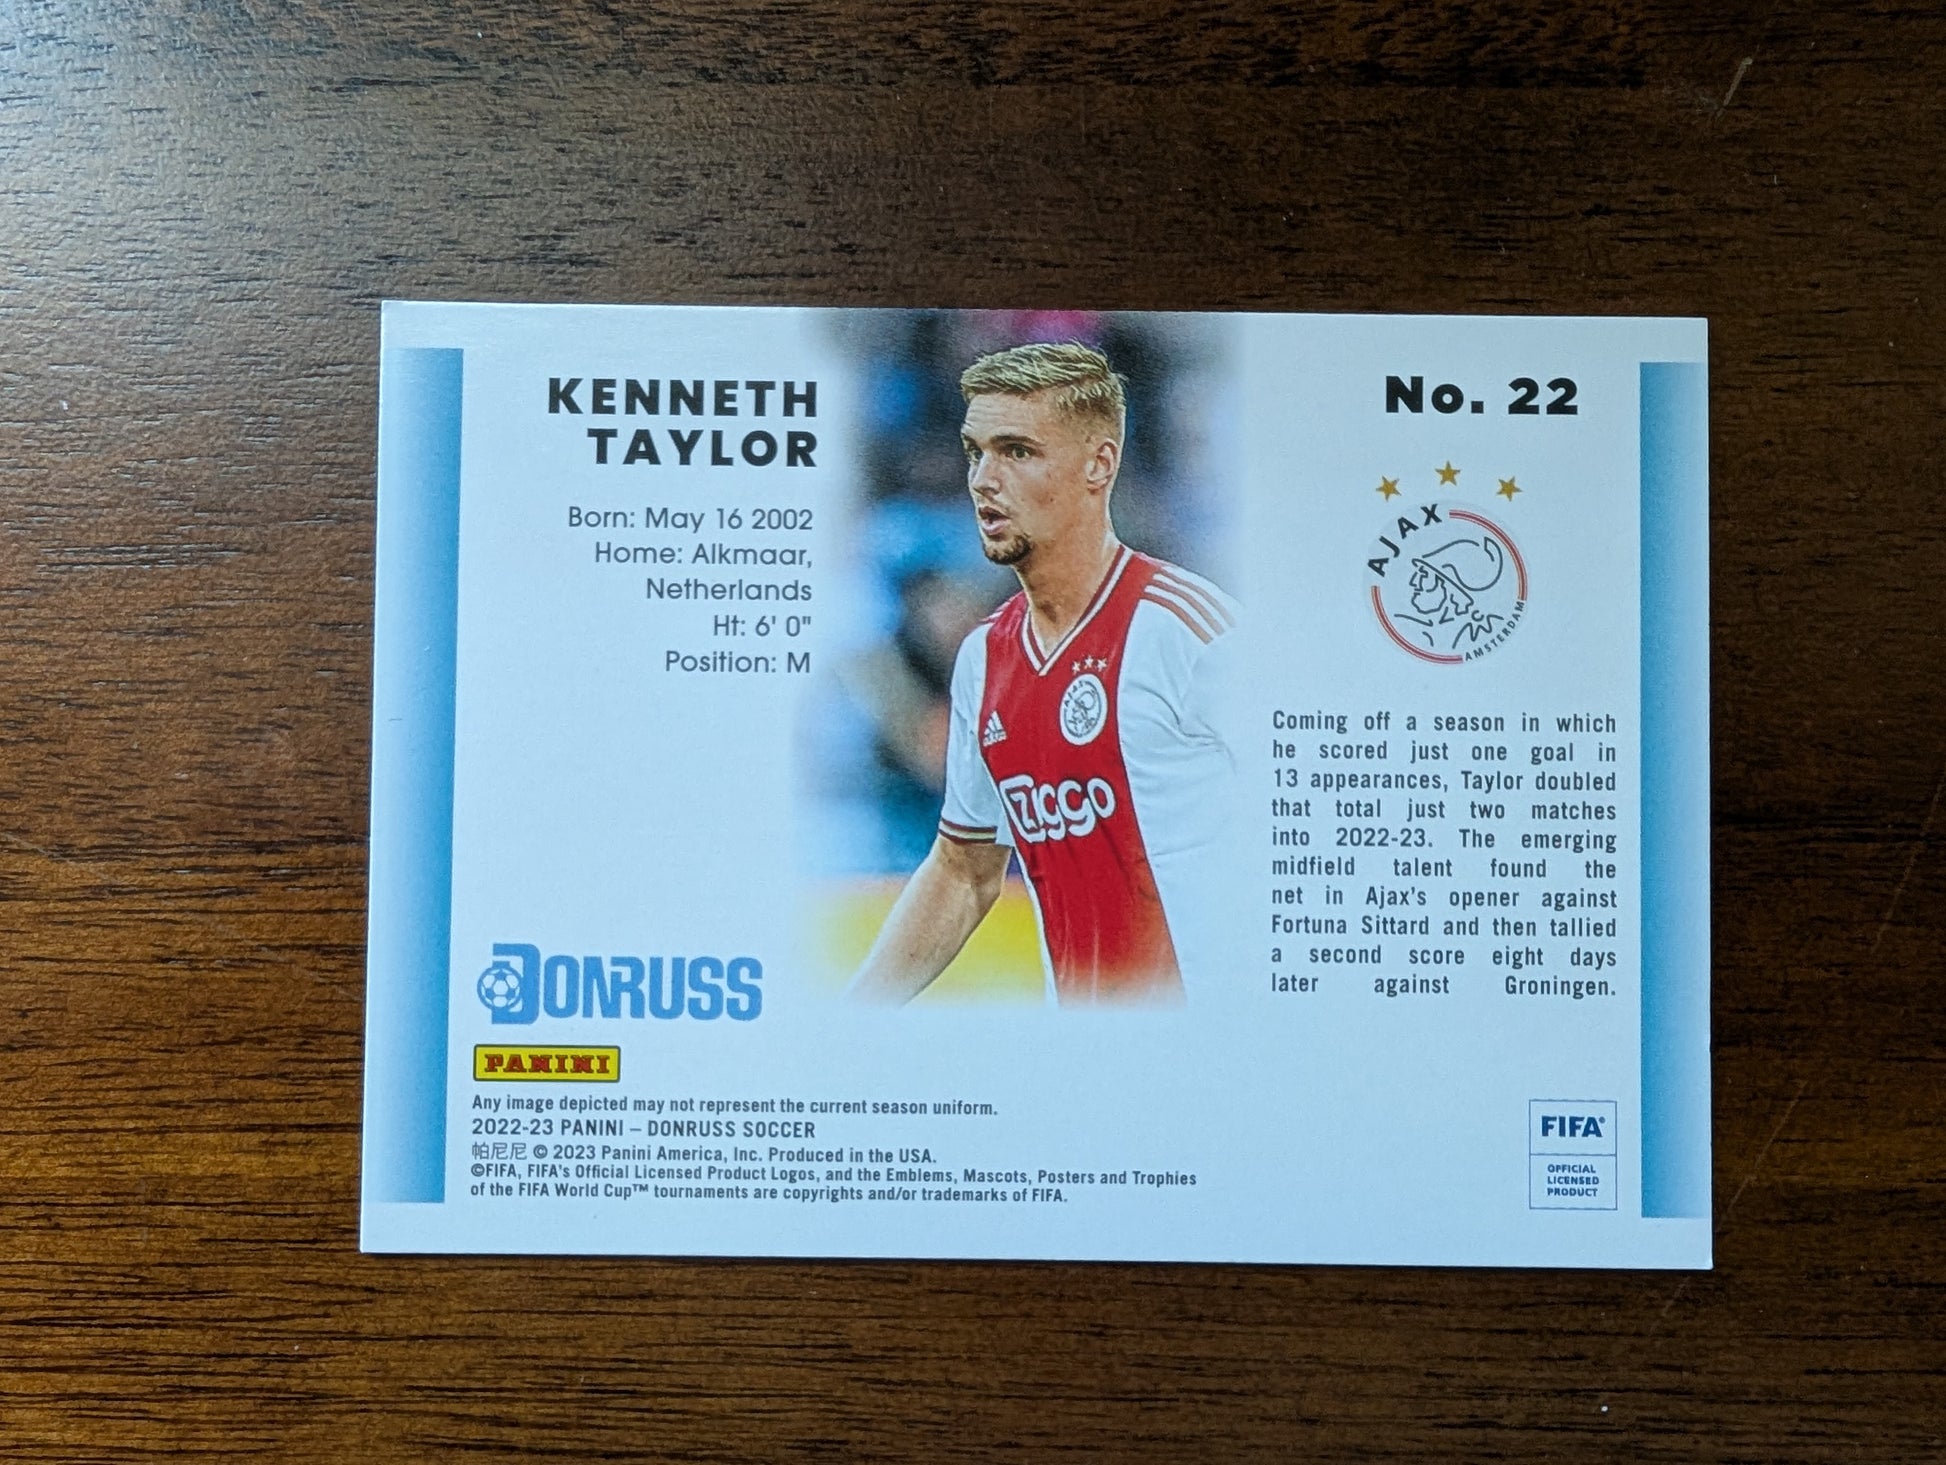 KENNETH
TAYLOR
Born: May 16 2002
Home: Alkmaar,
Netherlands
Ht: 6' 0"
Position: M
DONRUSS
PANINI
Any image depicted may not represent the current season uniform.
2022-23 PANINI – DONRUSS SOCCER
帕尼尼 © 2023 Panini America, Inc. Produced in the USA.
©FIFA, FIFA's Official Licensed Product Logos, and the Emblems, Mascots, Posters and Trophies
of the FIFA World Cup™ tournaments are copyrights and/or trademarks of FIFA.
AJAX
adidas
ziggo
No. 22
AJAX
AMSTERDAM
Coming off a season in which
he scored just one goal in
13 appearances, Taylor doubled
that total just two matches
into 2022-23. The emerging
midfield talent found the
net in Ajax's opener against
Fortuna Sittard and then tallied
a second score eight days
later against Groningen.
FIFA®
OFFICIAL
LICENSED
PRODUCT